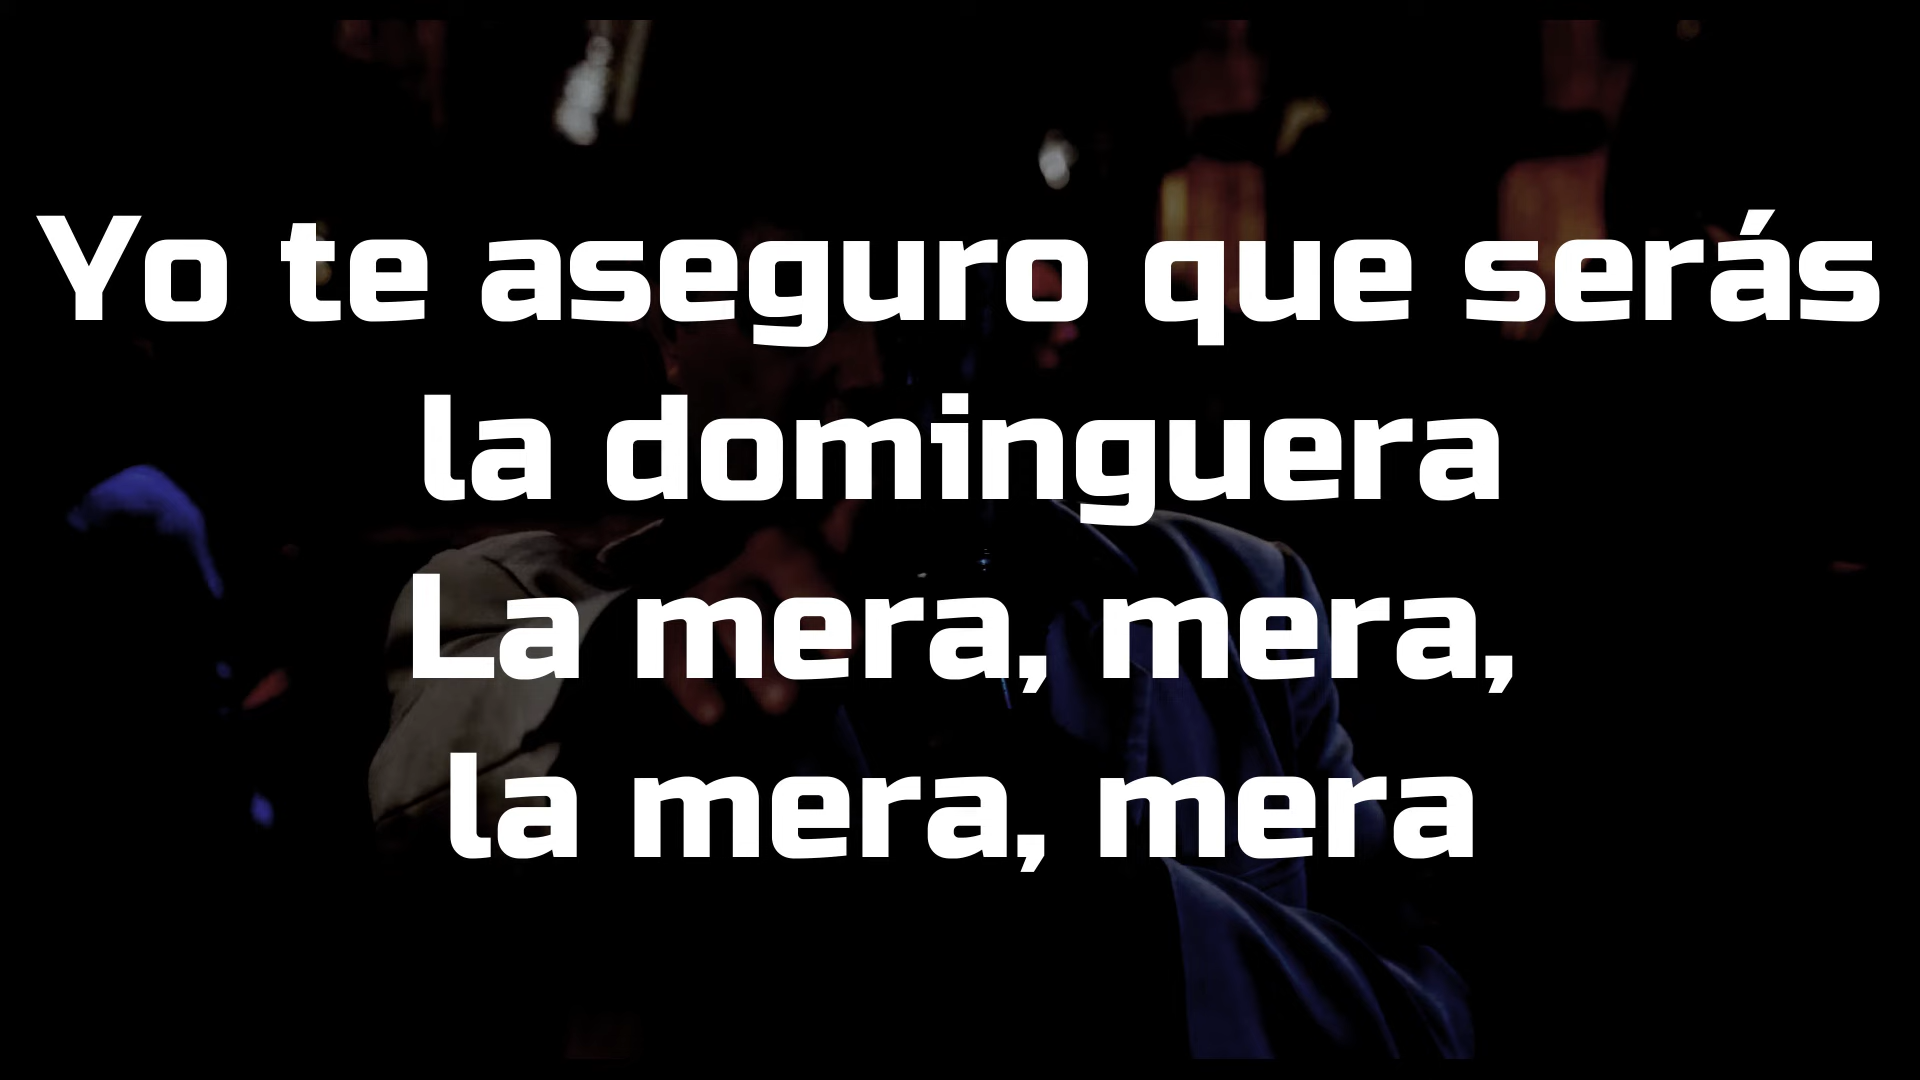 Yo te aseguro que serás
la dominguera
La mera, mera,
la mera, mera